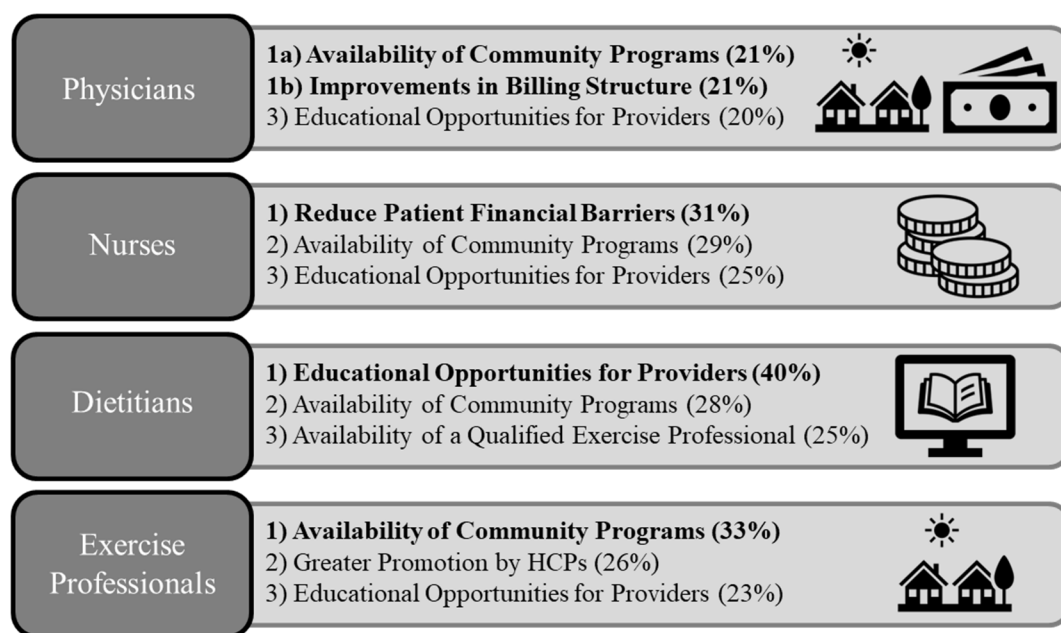 Physicians
1a) Availability of Community Programs (21%)
1b) Improvements in Billing Structure (21%)
3) Educational Opportunities for Providers (20%)
Nurses
1) Reduce Patient Financial Barriers (31%)
2) Availability of Community Programs (29%)
3) Educational Opportunities for Providers (25%)
Dietitians
1) Educational Opportunities for Providers (40%)
2) Availability of Community Programs (28%)
3) Availability of a Qualified Exercise Professional (25%)
Exercise
Professionals
1) Availability of Community Programs (33%)
2) Greater Promotion by HCPs (26%)
3) Educational Opportunities for Providers (23%)